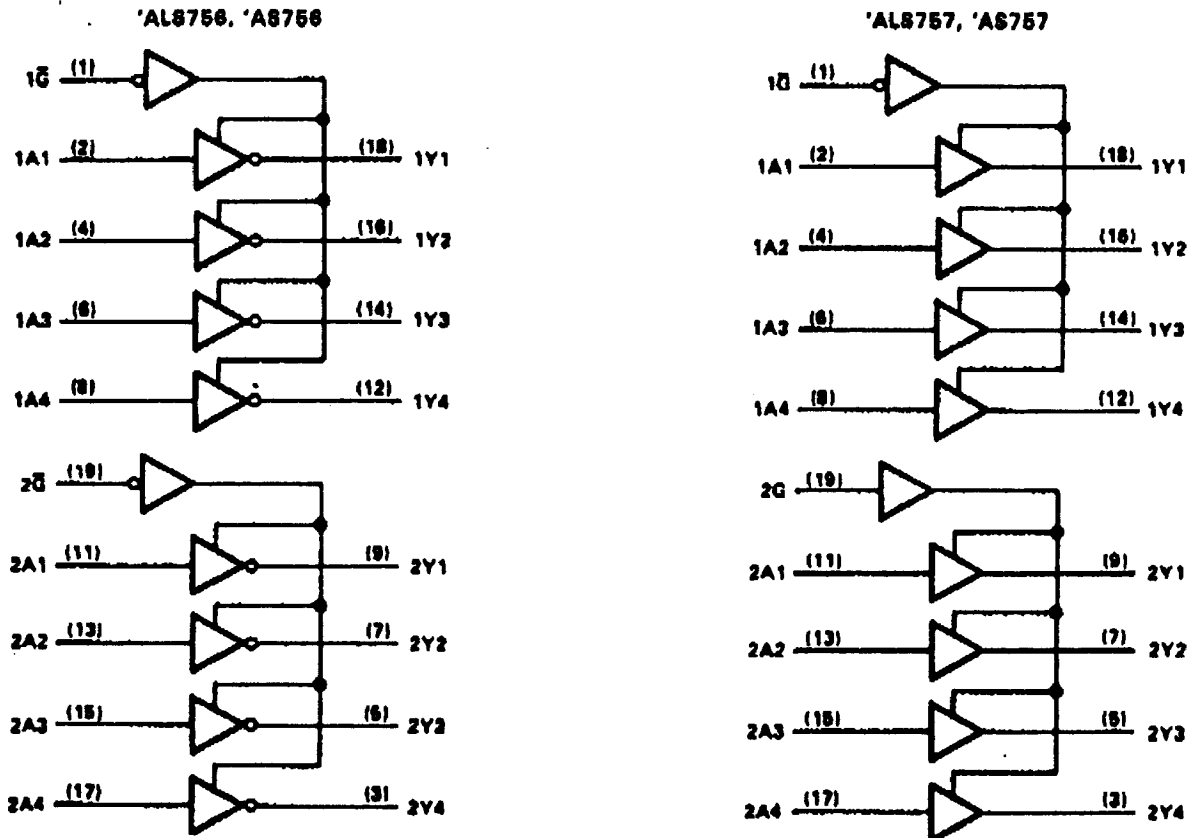 'ALS756, 'AS756
1G̅ (1)
1A1 (2) (18) 1Y1
1A2 (4) (16) 1Y2
1A3 (6) (14) 1Y3
1A4 (8) (12) 1Y4
2G̅ (19)
2A1 (11) (9) 2Y1
2A2 (13) (7) 2Y2
2A3 (15) (5) 2Y3
2A4 (17) (3) 2Y4
'ALS757, 'AS757
1G̅ (1)
1A1 (2) (18) 1Y1
1A2 (4) (16) 1Y2
1A3 (6) (14) 1Y3
1A4 (8) (12) 1Y4
2G (19)
2A1 (11) (9) 2Y1
2A2 (13) (7) 2Y2
2A3 (15) (5) 2Y3
2A4 (17) (3) 2Y4